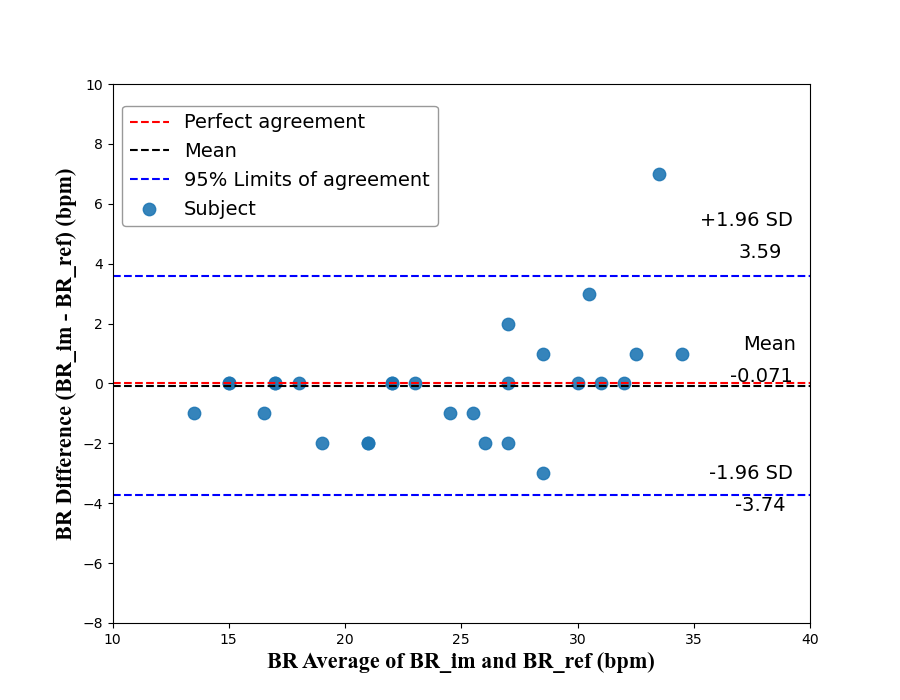 10
8
6
4
2
0
−2
−4
−6
−8
BR Difference (BR_im - BR_ref) (bpm)
Perfect agreement
Mean
95% Limits of agreement
Subject
+1.96 SD
3.59
Mean
-0.071
-1.96 SD
-3.74
10 15 20 25 30 35 40
BR Average of BR_im and BR_ref (bpm)